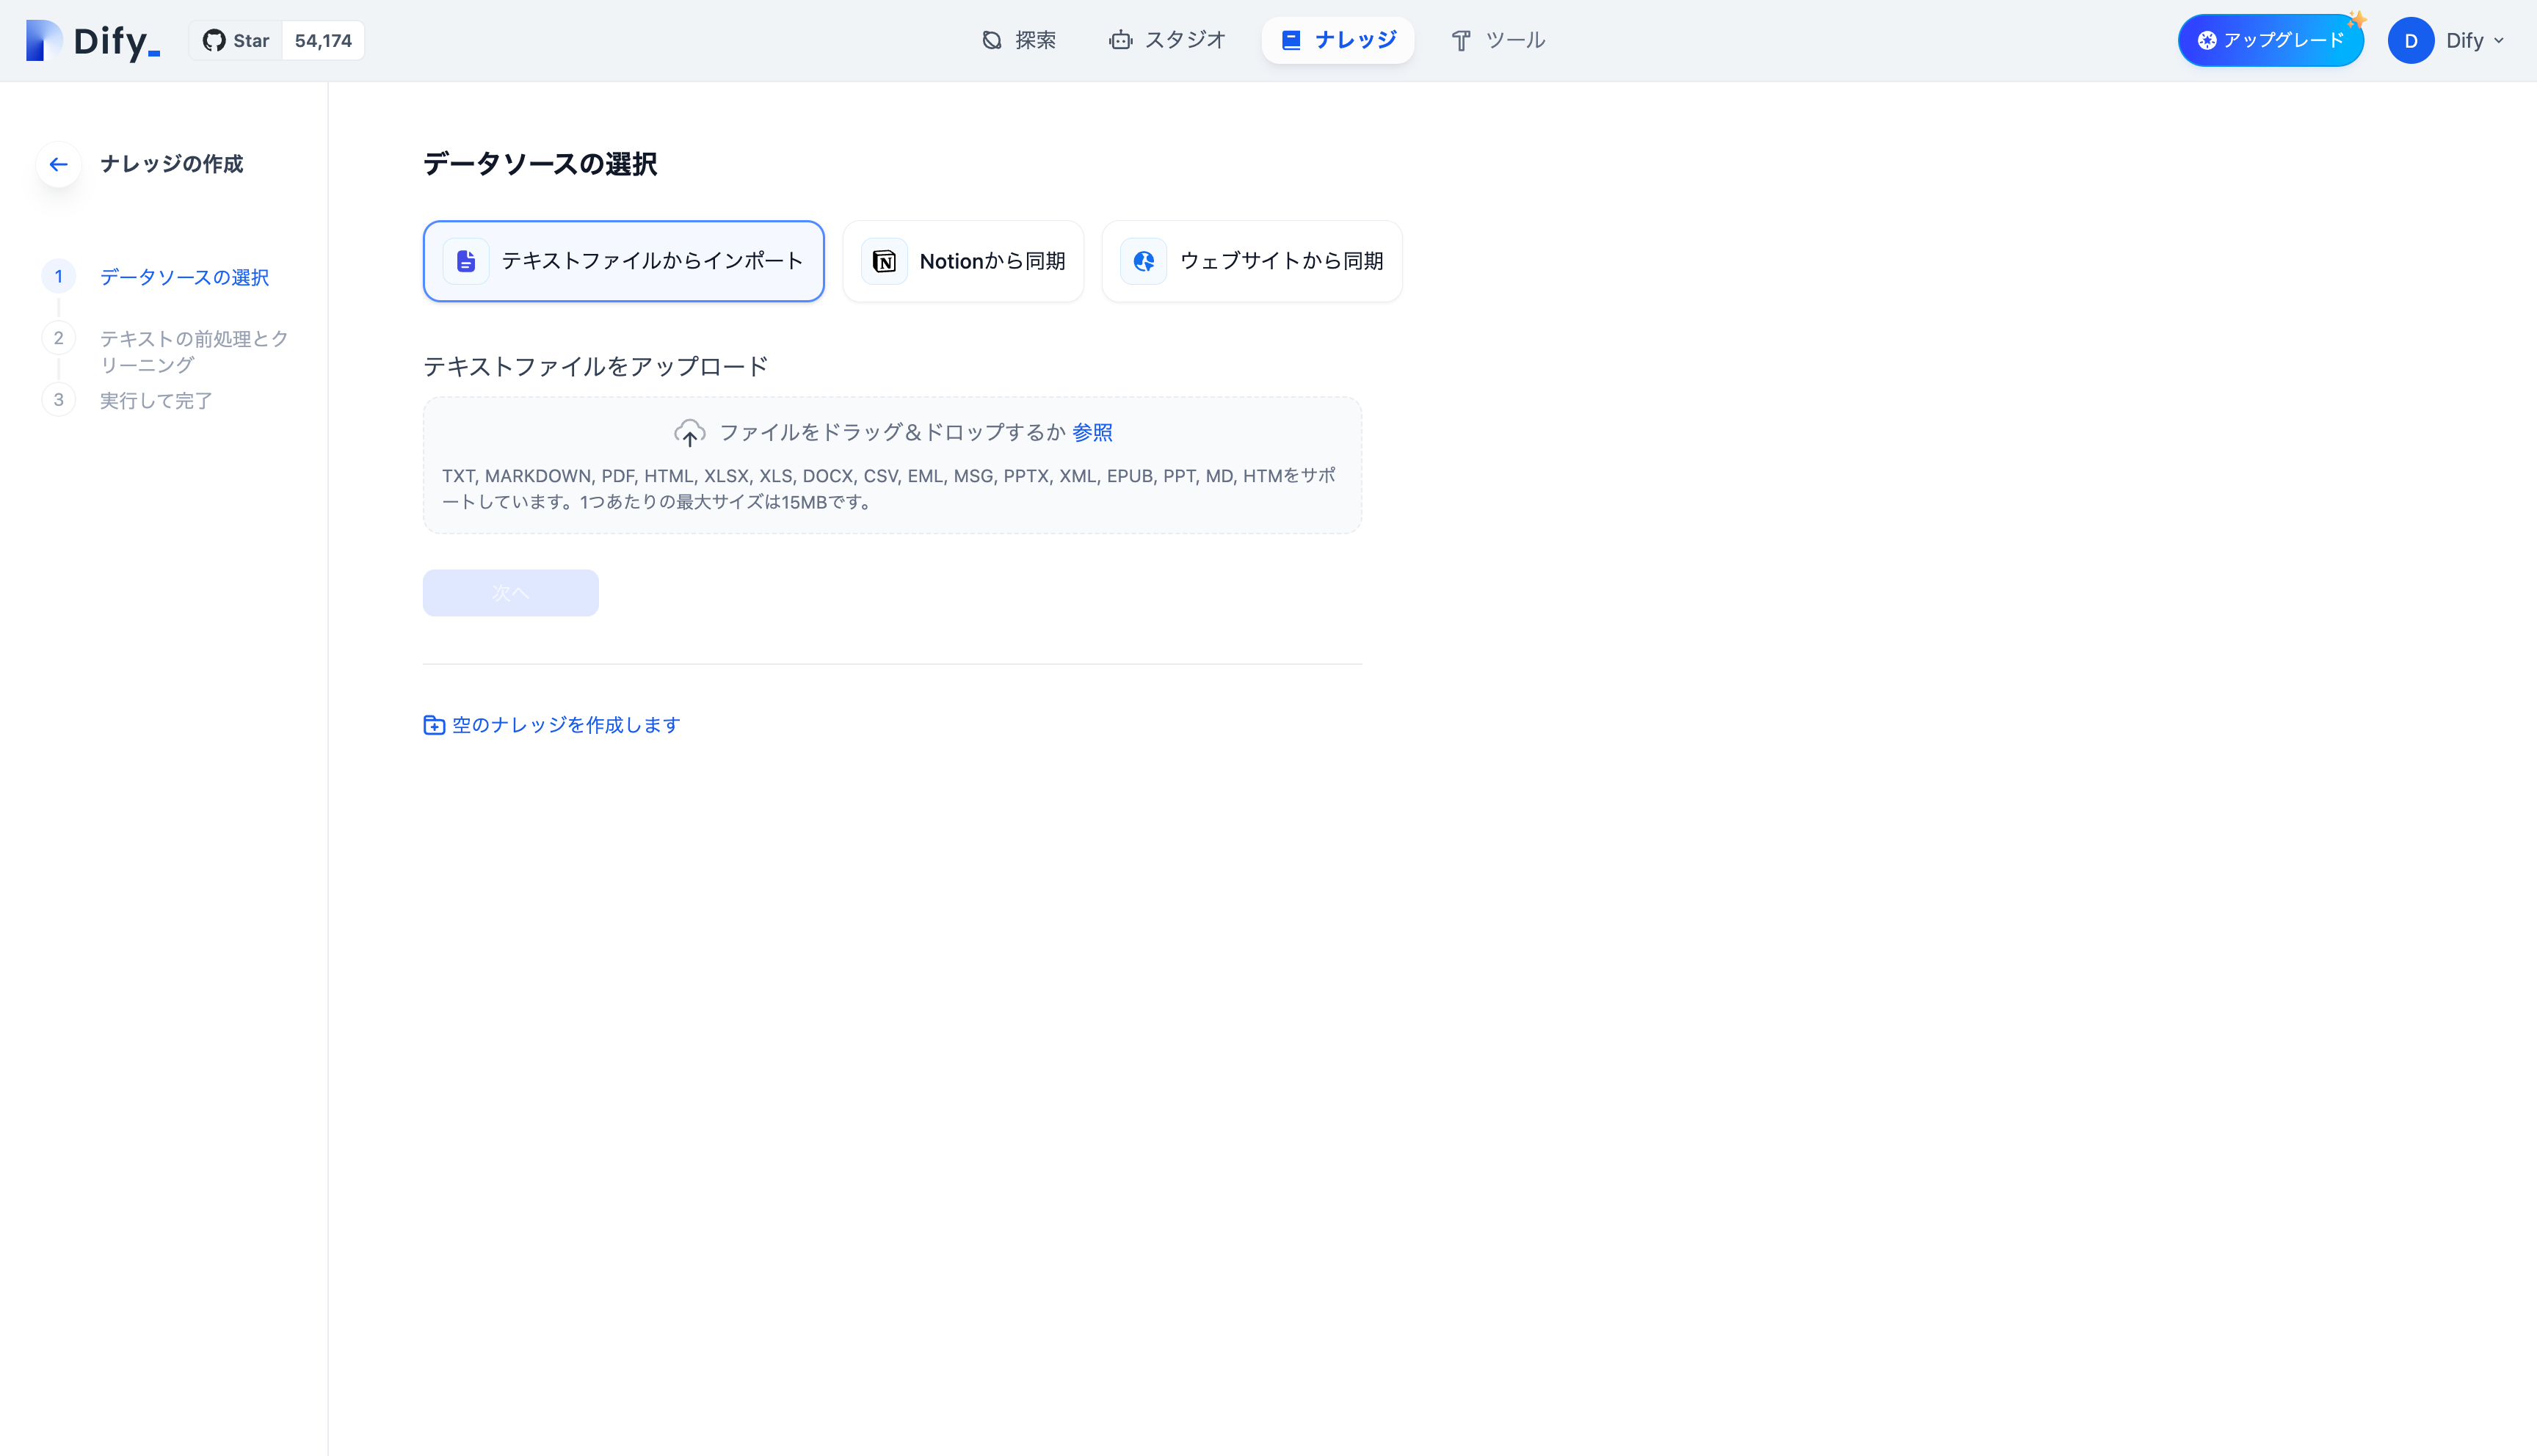 Dify_
Star 54,174
探索
スタジオ
ナレッジ
ツール
アップグレード
D
Dify
ナレッジの作成
1 データソースの選択
2 テキストの前処理とク
リーニング
3 実行して完了
データソースの選択
テキストファイルからインポート
Notionから同期
ウェブサイトから同期
テキストファイルをアップロード
ファイルをドラッグ＆ドロップするか 参照
TXT, MARKDOWN, PDF, HTML, XLSX, XLS, DOCX, CSV, EML, MSG, PPTX, XML, EPUB, PPT, MD, HTMをサポ
ートしています。1つあたりの最大サイズは15MBです。
次へ
空のナレッジを作成します